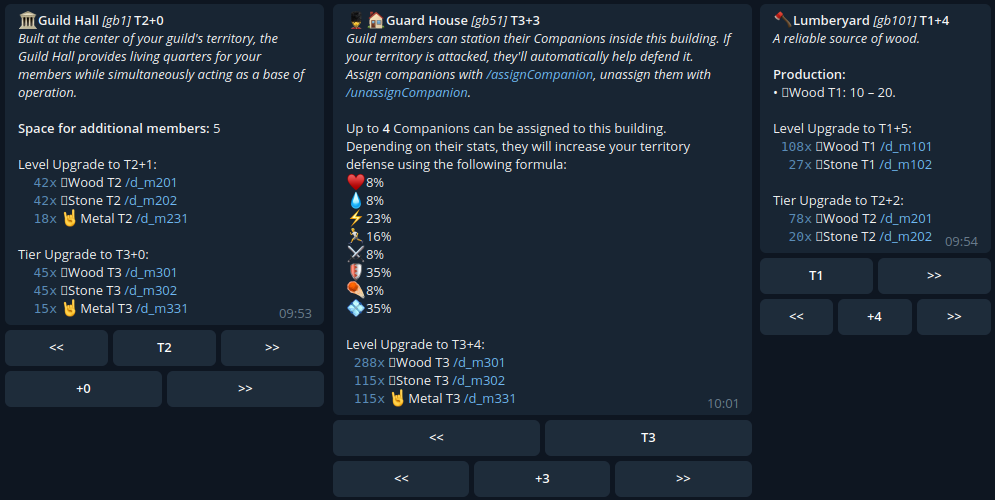 Guild Hall [gb1] T2+0
Built at the center of your guild's territory, the
Guild Hall provides living quarters for your
members while simultaneously acting as a base of
operation.
Space for additional members: 5
Level Upgrade to T2+1:
42x Wood T2 /d_m201
42x Stone T2 /d_m202
18x 🤘 Metal T2 /d_m231
Tier Upgrade to T3+0:
45x Wood T3 /d_m301
45x Stone T3 /d_m302
15x 🤘 Metal T3 /d_m331
09:53
<< T2 >>
+0 >>
Guard House [gb51] T3+3
Guild members can station their Companions inside this building. If
your territory is attacked, they'll automatically help defend it.
Assign companions with /assignCompanion, unassign them with
/unassignCompanion.
Up to 4 Companions can be assigned to this building.
Depending on their stats, they will increase your territory
defense using the following formula:
❤️8%
💧8%
⚡23%
🏃16%
⚔️8%
🛡️35%
☄️8%
💠35%
Level Upgrade to T3+4:
288x Wood T3 /d_m301
115x Stone T3 /d_m302
115x 🤘 Metal T3 /d_m331
10:01
<< T3
<< +3 >>
Lumberyard [gb101] T1+4
A reliable source of wood.
Production:
• Wood T1: 10 – 20.
Level Upgrade to T1+5:
108x Wood T1 /d_m101
27x Stone T1 /d_m102
Tier Upgrade to T2+2:
78x Wood T2 /d_m201
20x Stone T2 /d_m202
09:54
T1 >>
<< +4 >>